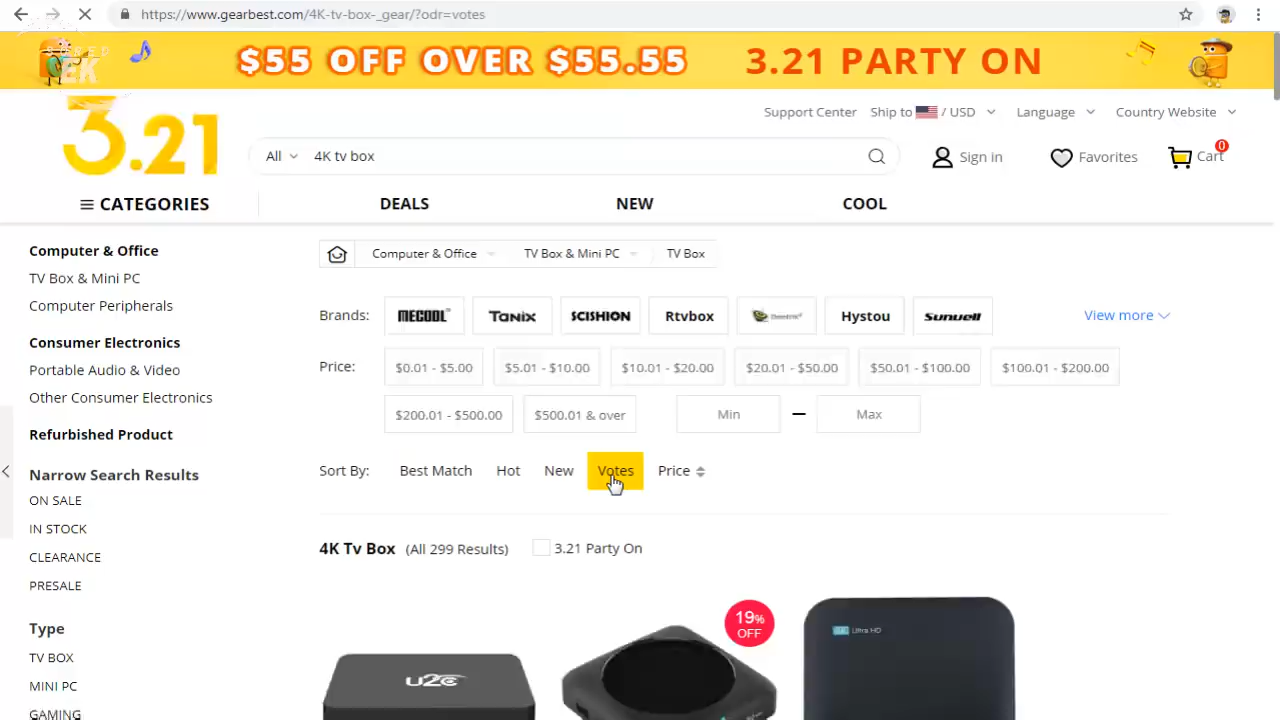 https://www.gearbest.com/4K-tv-box-_gear/?odr=votes
$55 OFF OVER $55.55 3.21 PARTY ON
3.21
Support Center Ship to / USD Language Country Website
All 4K tv box Sign in Favorites Cart 0
CATEGORIES DEALS NEW COOL
Computer & Office
TV Box & Mini PC
Computer Peripherals
Consumer Electronics
Portable Audio & Video
Other Consumer Electronics
Refurbished Product
Narrow Search Results
ON SALE
IN STOCK
CLEARANCE
PRESALE
Type
TV BOX
MINI PC
GAMING
Computer & Office TV Box & Mini PC TV Box
Brands: MECOOL Tanix SCISHION Rtvbox Hystou Sunvell View more
Price: $0.01 - $5.00 $5.01 - $10.00 $10.01 - $20.00 $20.01 - $50.00 $50.01 - $100.00 $100.01 - $200.00
$200.01 - $500.00 $500.01 & over Min Max
Sort By: Best Match Hot New Votes Price
4K Tv Box (All 299 Results) 3.21 Party On
19% OFF
Ultra HD